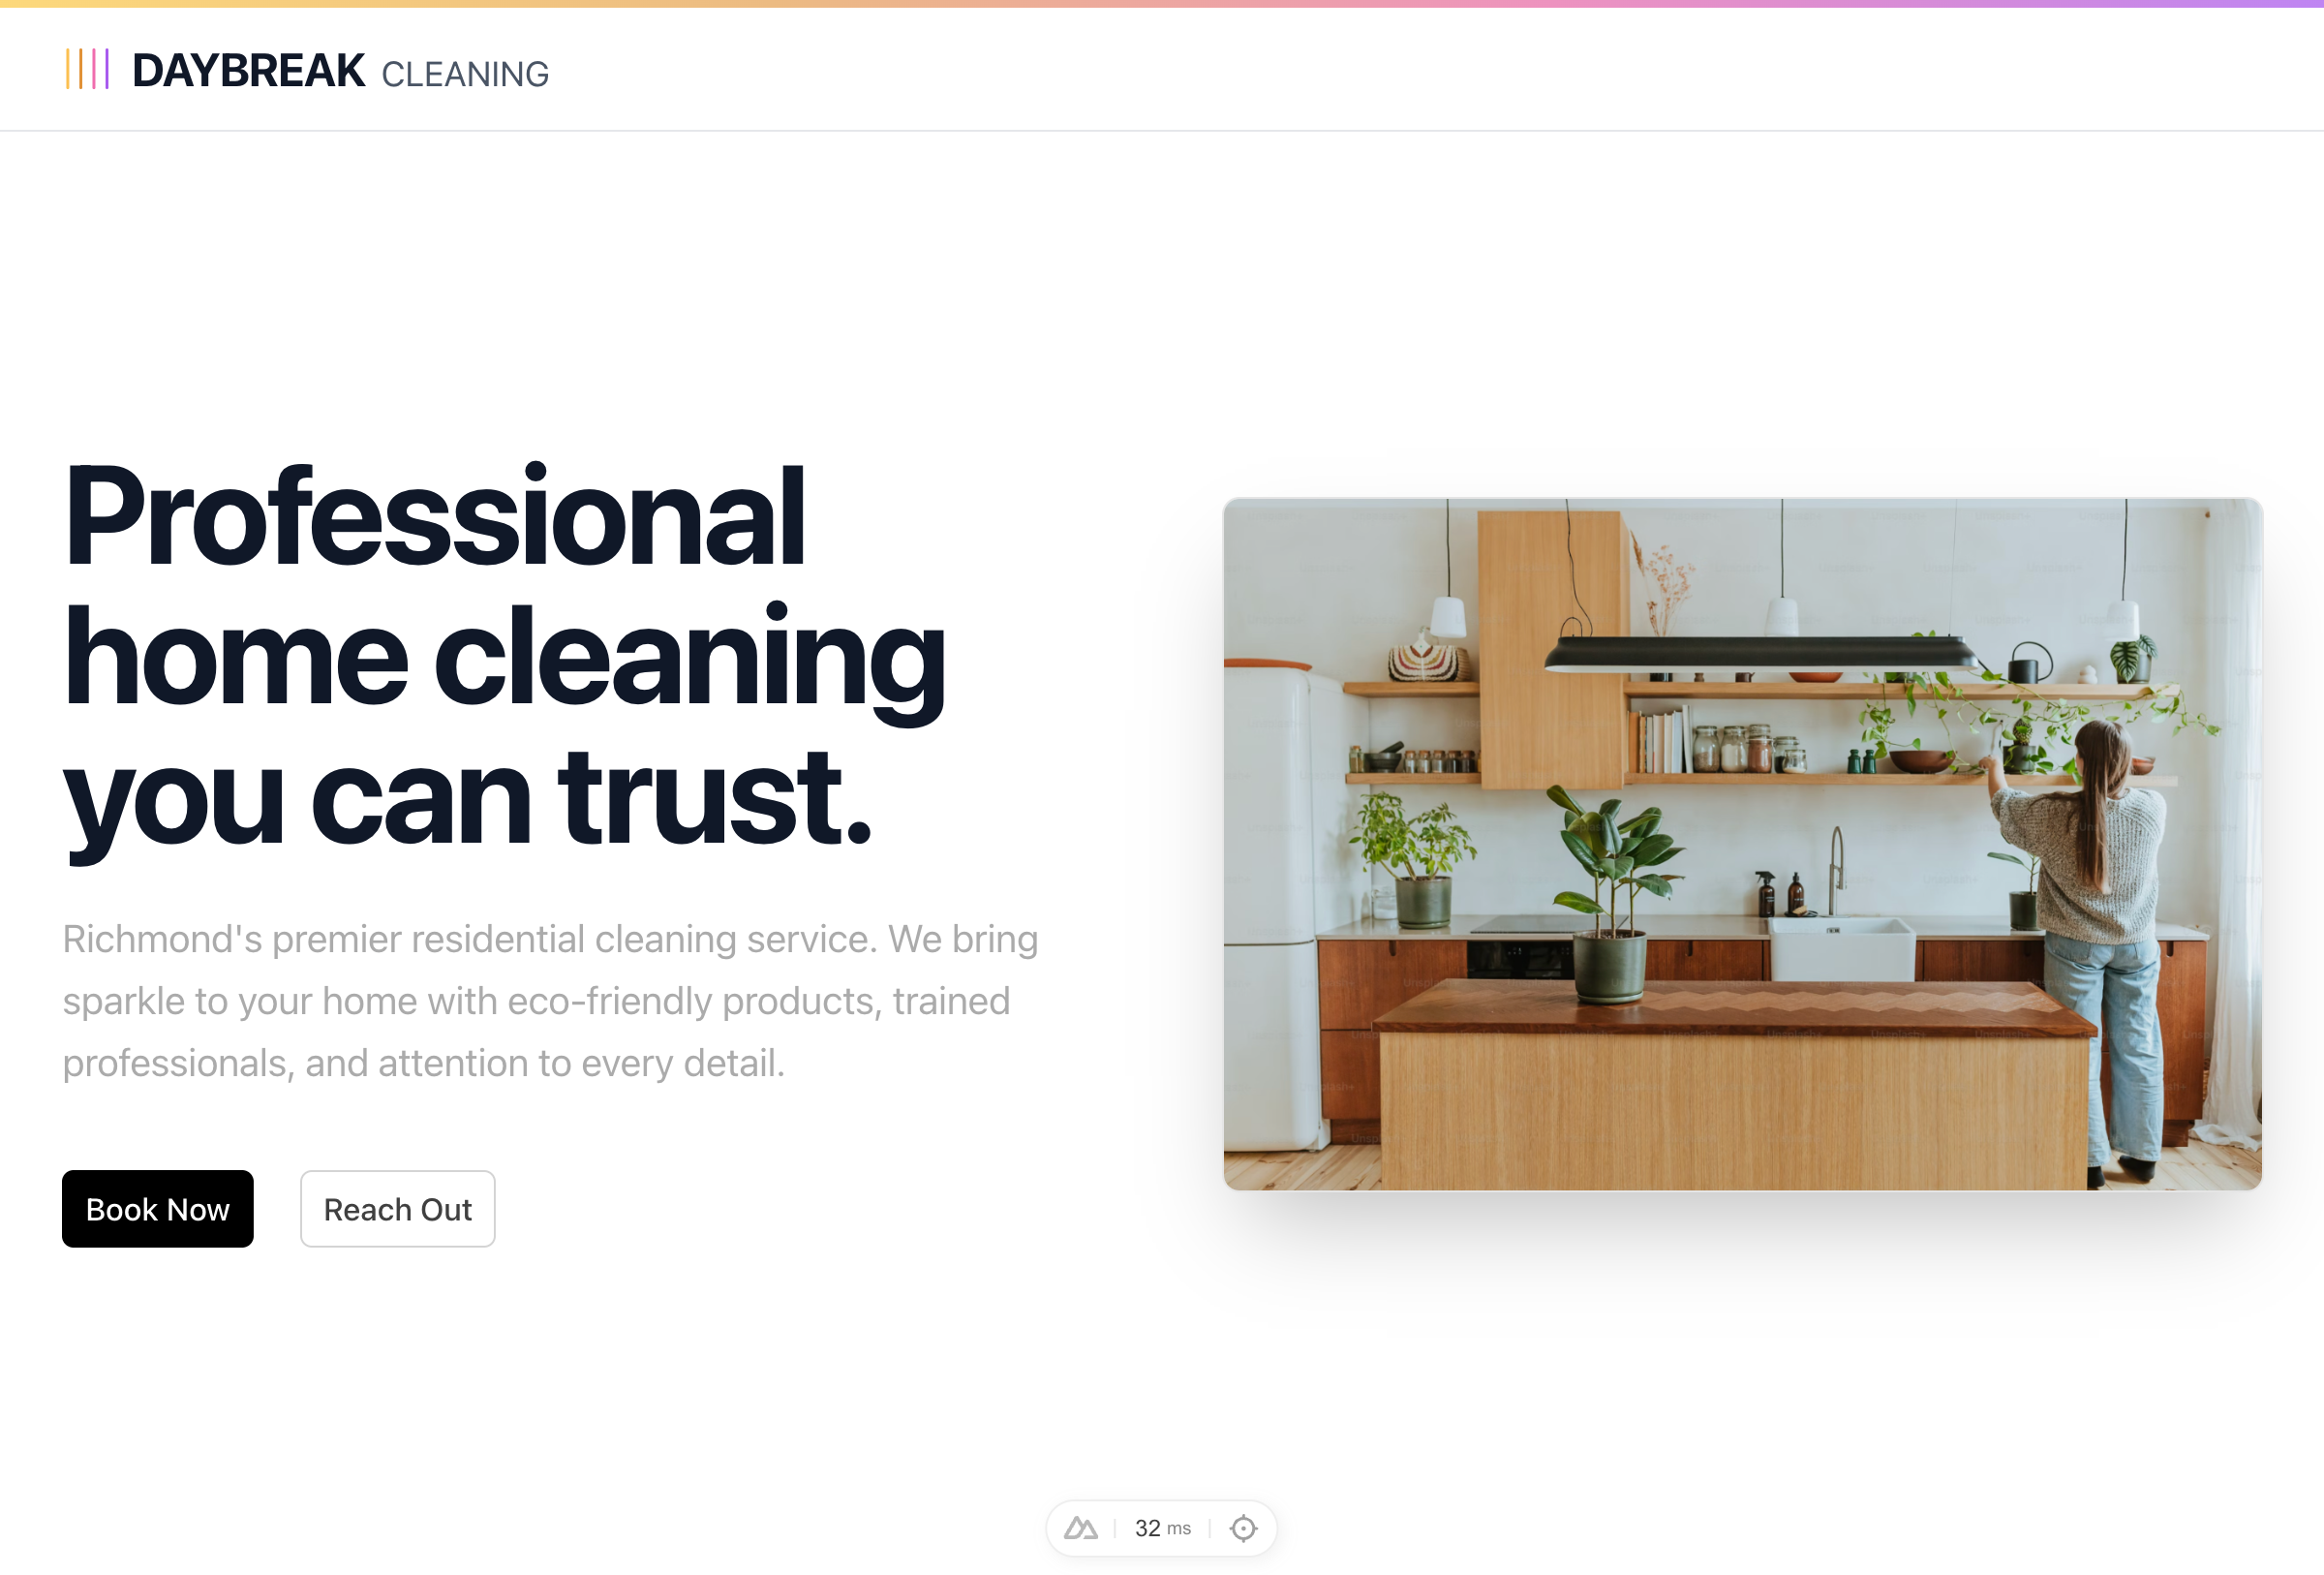 DAYBREAK CLEANING
Professional
home cleaning
you can trust.
Richmond's premier residential cleaning service. We bring
sparkle to your home with eco-friendly products, trained
professionals, and attention to every detail.
Book Now
Reach Out
32 ms